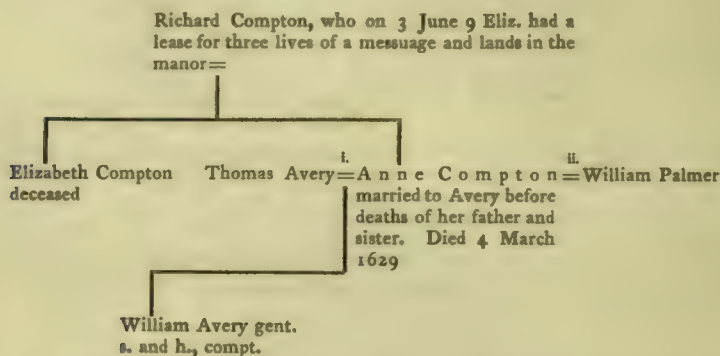 Richard Compton, who on 3 June 9 Eliz. had a
lease for three lives of a messuage and lands in the
manor=
Elizabeth Compton
deceased
Thomas Avery= i. Anne Compton= ii. William Palmer
married to Avery before
deaths of her father and
sister. Died 4 March
1629
William Avery gent.
s. and h., compt.